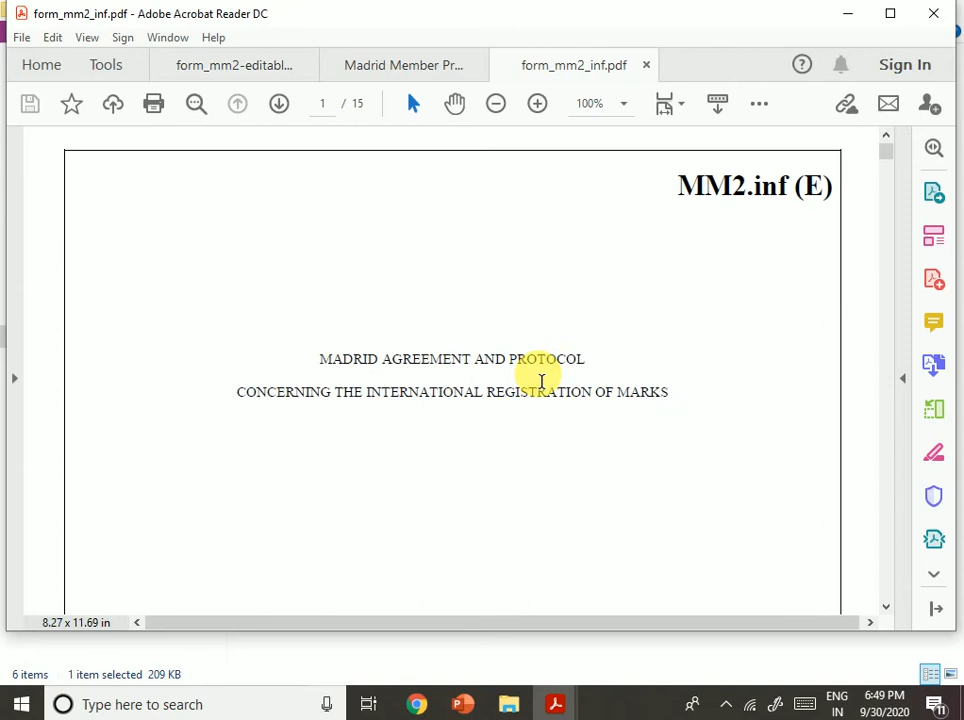 form_mm2_inf.pdf - Adobe Acrobat Reader DC
File Edit View Sign Window Help
Home Tools form_mm2-editabl... Madrid Member Pr... form_mm2_inf.pdf × Sign In
1 / 15 100%
MM2.inf (E)
MADRID AGREEMENT AND PROTOCOL
CONCERNING THE INTERNATIONAL REGISTRATION OF MARKS
8.27 x 11.69 in
6 items 1 item selected 209 KB
Type here to search
ENG
IN
6:49 PM
9/30/2020
11